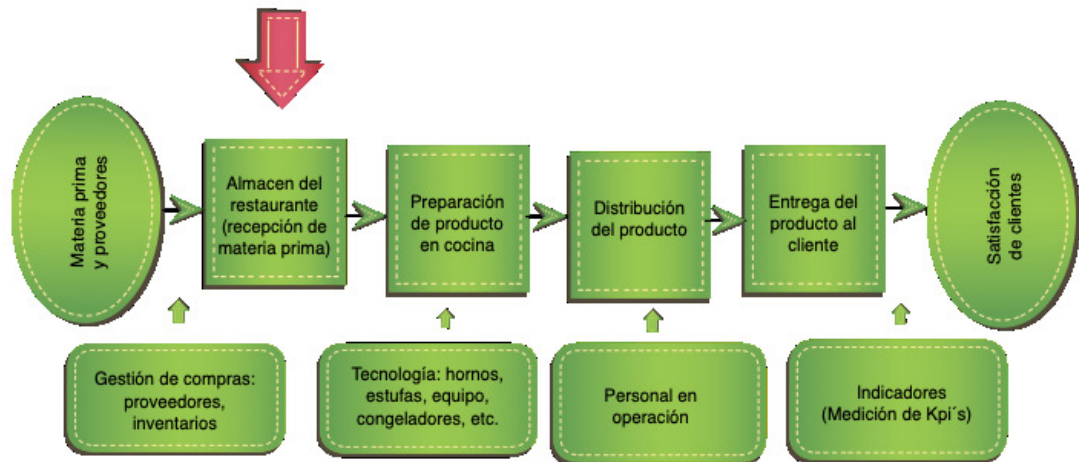 Materia prima
y proveedores
Almacen del
restaurante
(recepción de
materia prima)
Preparación
de producto
en cocina
Distribución
del producto
Entrega del
producto al
cliente
Satisfacción
de clientes
Gestión de compras:
proveedores,
inventarios
Tecnología: hornos,
estufas, equipo,
congeladores, etc.
Personal en
operación
Indicadores
(Medición de Kpi´s)